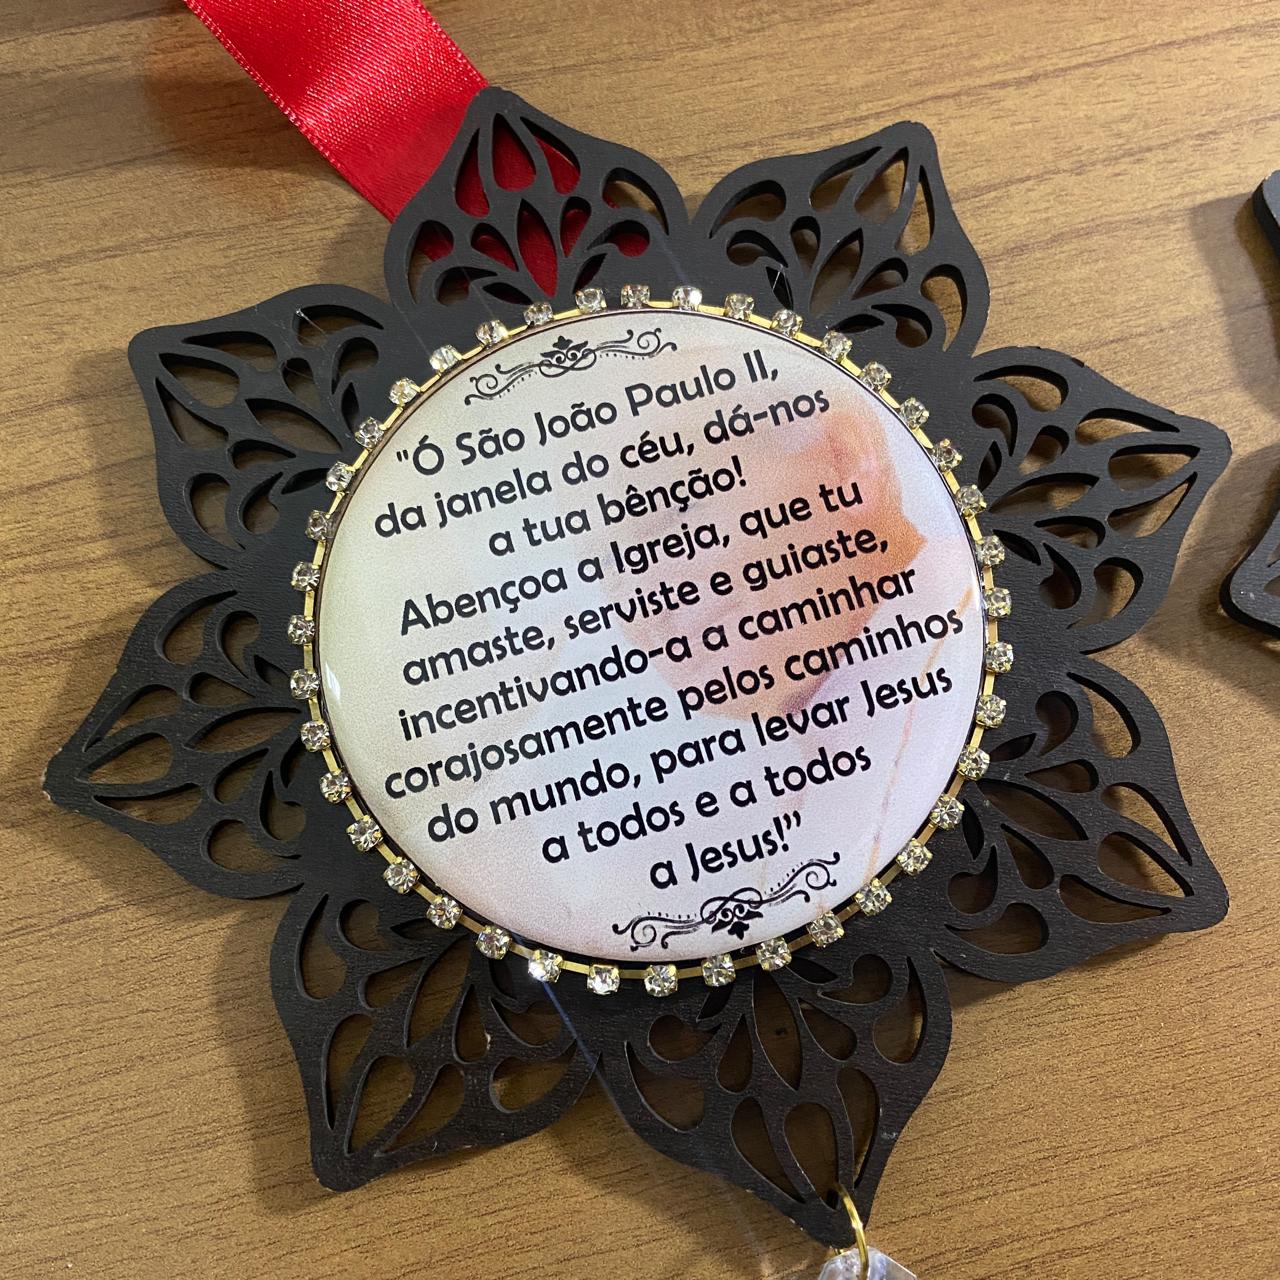 "Ó São João Paulo II,
da janela do céu, dá-nos
a tua bênção!
Abençoa a Igreja, que tu
amaste, serviste e guiaste,
incentivando-a a caminhar
corajosamente pelos caminhos
do mundo, para levar Jesus
a todos e a todos
a Jesus!”